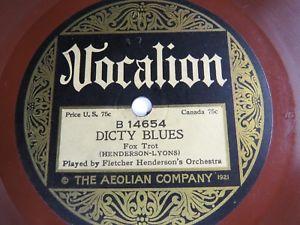 Vocalion
Price U. S. 75c Canada 75c
B 14654
DICTY BLUES
Fox Trot
(HENDERSON-LYONS)
Played by Fletcher Henderson's Orchestra
© THE AEOLIAN COMPANY 1921